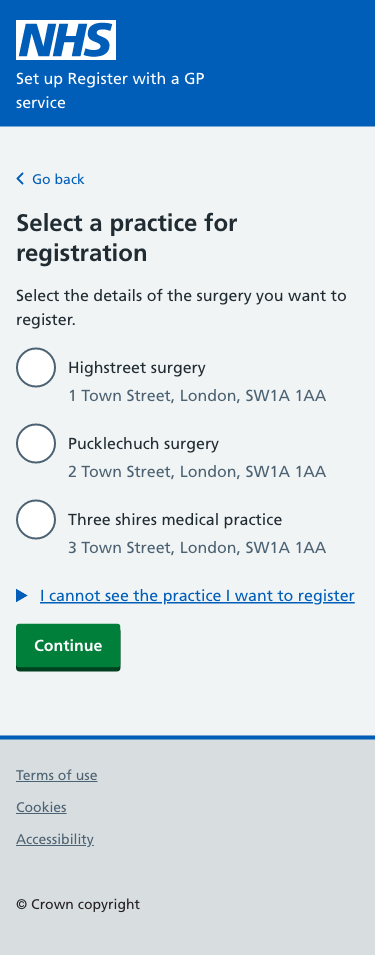 NHS
Set up Register with a GP
service
Go back
Select a practice for
registration
Select the details of the surgery you want to
register.
Highstreet surgery
1 Town Street, London, SW1A 1AA
Pucklechuch surgery
2 Town Street, London, SW1A 1AA
Three shires medical practice
3 Town Street, London, SW1A 1AA
I cannot see the practice I want to register
Continue
Terms of use
Cookies
Accessibility
© Crown copyright